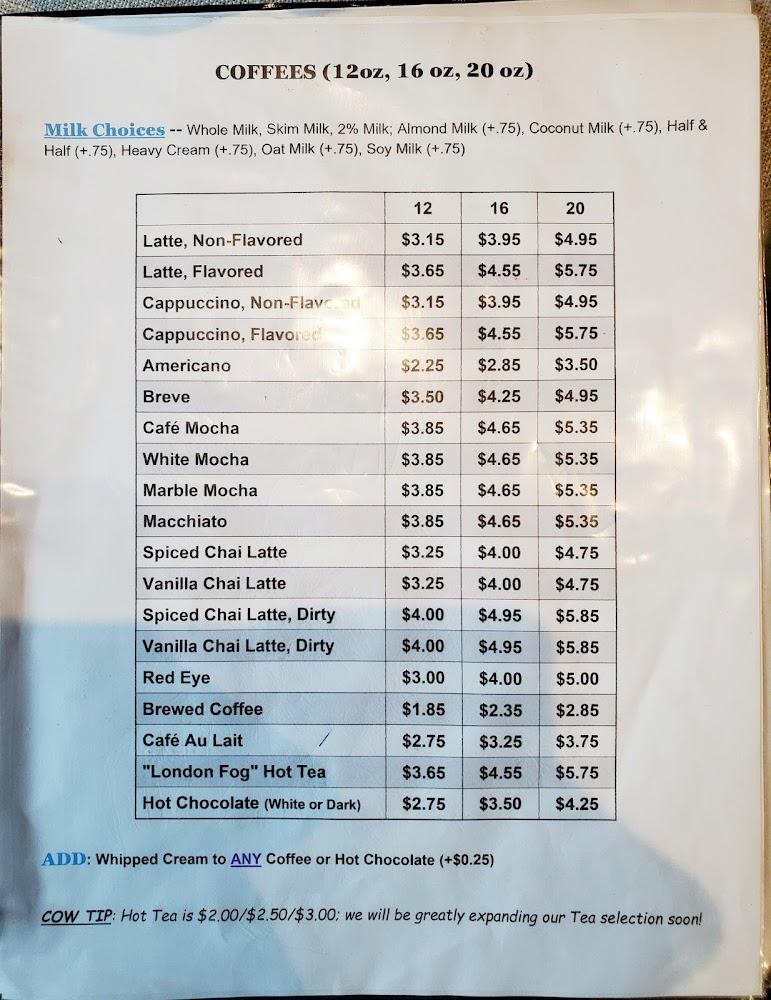 COFFEES (12oz, 16 oz, 20 oz)
Milk Choices -- Whole Milk, Skim Milk, 2% Milk; Almond Milk (+.75), Coconut Milk (+.75), Half &
Half (+.75), Heavy Cream (+.75), Oat Milk (+.75), Soy Milk (+.75)
12 16 20
Latte, Non-Flavored $3.15 $3.95 $4.95
Latte, Flavored $3.65 $4.55 $5.75
Cappuccino, Non-Flavored $3.15 $3.95 $4.95
Cappuccino, Flavored $3.65 $4.55 $5.75
Americano $2.25 $2.85 $3.50
Breve $3.50 $4.25 $4.95
Café Mocha $3.85 $4.65 $5.35
White Mocha $3.85 $4.65 $5.35
Marble Mocha $3.85 $4.65 $5.35
Macchiato $3.85 $4.65 $5.35
Spiced Chai Latte $3.25 $4.00 $4.75
Vanilla Chai Latte $3.25 $4.00 $4.75
Spiced Chai Latte, Dirty $4.00 $4.95 $5.85
Vanilla Chai Latte, Dirty $4.00 $4.95 $5.85
Red Eye $3.00 $4.00 $5.00
Brewed Coffee $1.85 $2.35 $2.85
Café Au Lait $2.75 $3.25 $3.75
"London Fog" Hot Tea $3.65 $4.55 $5.75
Hot Chocolate (White or Dark) $2.75 $3.50 $4.25
ADD: Whipped Cream to ANY Coffee or Hot Chocolate (+$0.25)
COW TIP: Hot Tea is $2.00/$2.50/$3.00; we will be greatly expanding our Tea selection soon!